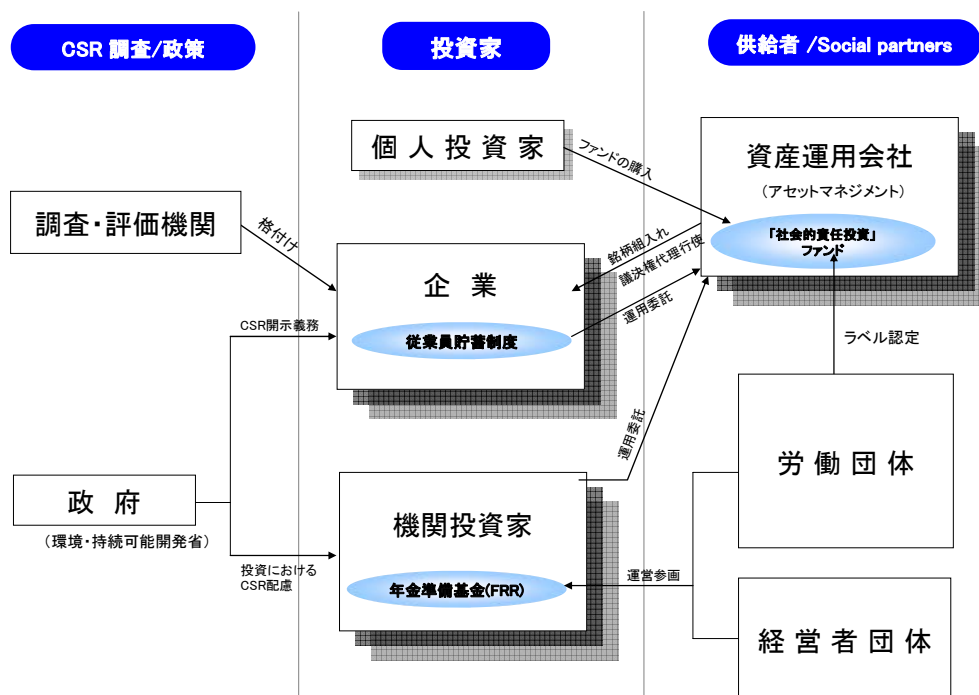 CSR 調査/政策
投資家
供給者 /Social partners
個人投資家
ファンドの購入
資産運用会社
(アセットマネジメント)
「社会的責任投資」
ファンド
調査・評価機関
格付け
銘柄組入れ
議決権代理行使
運用委託
企業
従業員貯蓄制度
CSR開示義務
ラベル認定
運用委託
労働団体
政府
(環境・持続可能開発省)
機関投資家
投資における
CSR配慮
年金準備基金(FRR)
運営参画
経営者団体